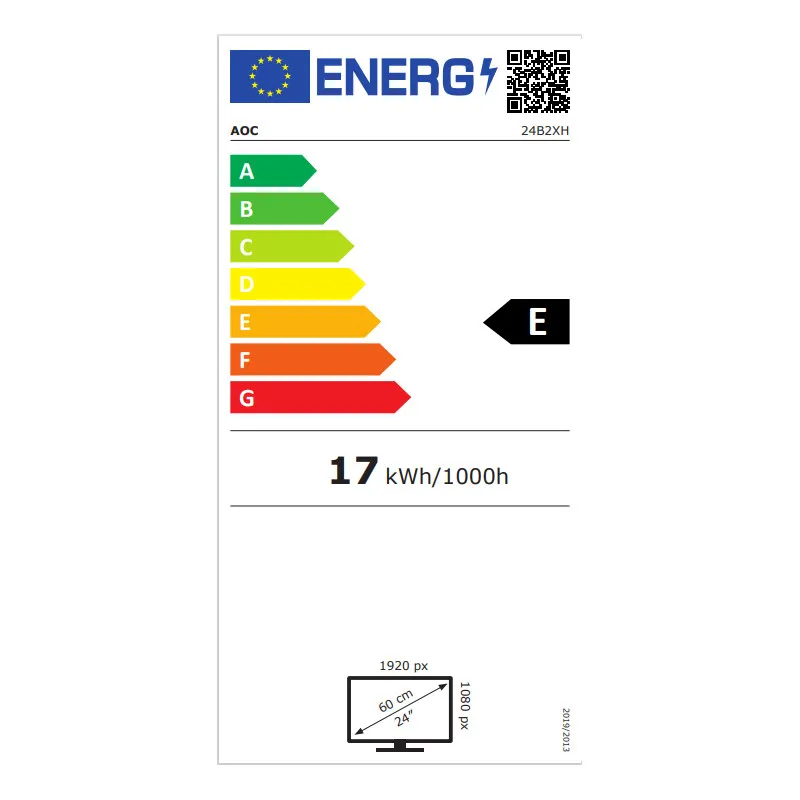 ENERG
AOC 24B2XH
A
B
C
D
E
E
F
G
17 kWh/1000h
1920 px
1080 px
60 cm
24”
2019/2013